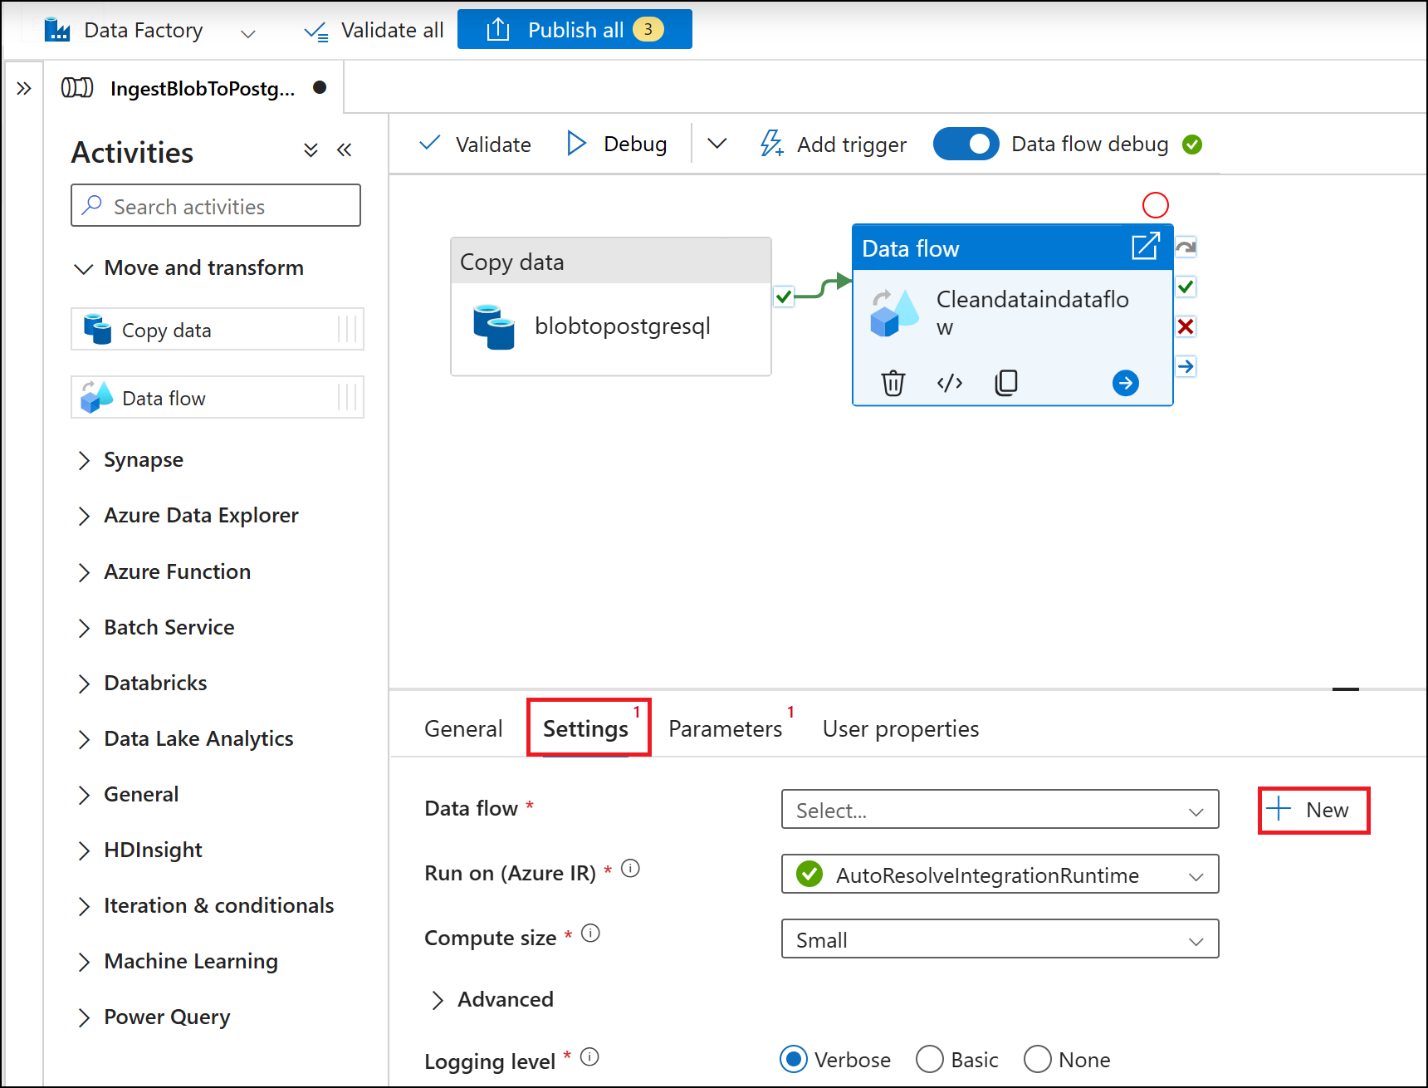 Data Factory
Validate all
Publish all 3
IngestBlobToPostg...
Activities
Search activities
Move and transform
Copy data
Data flow
Synapse
Azure Data Explorer
Azure Function
Batch Service
Databricks
Data Lake Analytics
General
HDInsight
Iteration & conditionals
Machine Learning
Power Query
Validate
Debug
Add trigger
Data flow debug
Copy data
blobtopostgresql
Data flow
Cleandataindataflo
w
General
Settings 1
Parameters 1
User properties
Data flow *
Select...
New
Run on (Azure IR) *
AutoResolveIntegrationRuntime
Compute size *
Small
Advanced
Logging level *
Verbose
Basic
None